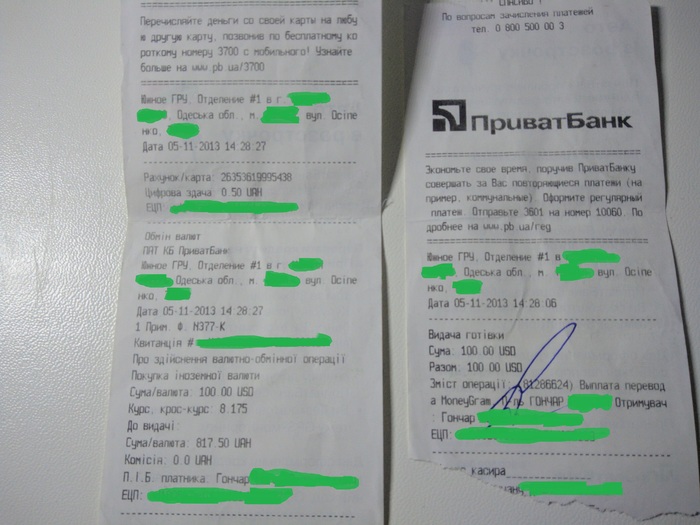 Перечисляйте деньги со своей карты на любу
ю другую карту, позвонив по бесплатному ко
роткому номеру 3700 с мобильного! Узнайте
больше на www.pb.ua/3700
Южное ГРУ, Отделение #1 в г.
, Одеська обл., м. вул. Осипе
нко,
Дата 05-11-2013 14:28:27
Рахунок/карта: 26353619995438
Цифрова здача: 0.50 UAH
ЕЦП
Обмін валют
ПАТ КБ ПриватБанк
Южное ГРУ, Отделение #1 в г.
, Одеська обл., м. вул. Осипе
нко,
Дата 05-11-2013 14:28:27
1 Прим. Ф. М377-К
Квитанція #
Про здійснення валютно-обмінної операції
Покупка іноземної валюти
Сума/валюта: 100.00 USD
Курс, крос-курс: 8.175
До видачі:
Сума/валюта: 817.50 UAH
Комісія: 0.0 UAH
П.І.Б. платника: Гончар
ЕЦП:
Спасибо !
По вопросам зачисления платежей
тел. 0 800 500 00 3
ПриватБанк
Экономьте свое время, поручив ПриватБанку
совершать за Вас повторяющиеся платежи (на
пример, коммунальные). Оформите регулярный
платеж. Отправьте 3601 на номер 10060. По
дробнее на www.pb.ua/reg
Южное ГРУ, Отделение #1 в
, Одеська обл., м. вул. Осипе
нко,
Дата 05-11-2013 14:28:06
Видача готівки
Сума: 100.00 USD
Разом: 100.00 USD
Зміст операції: (81286624) Выплата перевод
а MoneyGram, ГОНЧАР Отримувач
: Гончар
ЕЦП:
касира